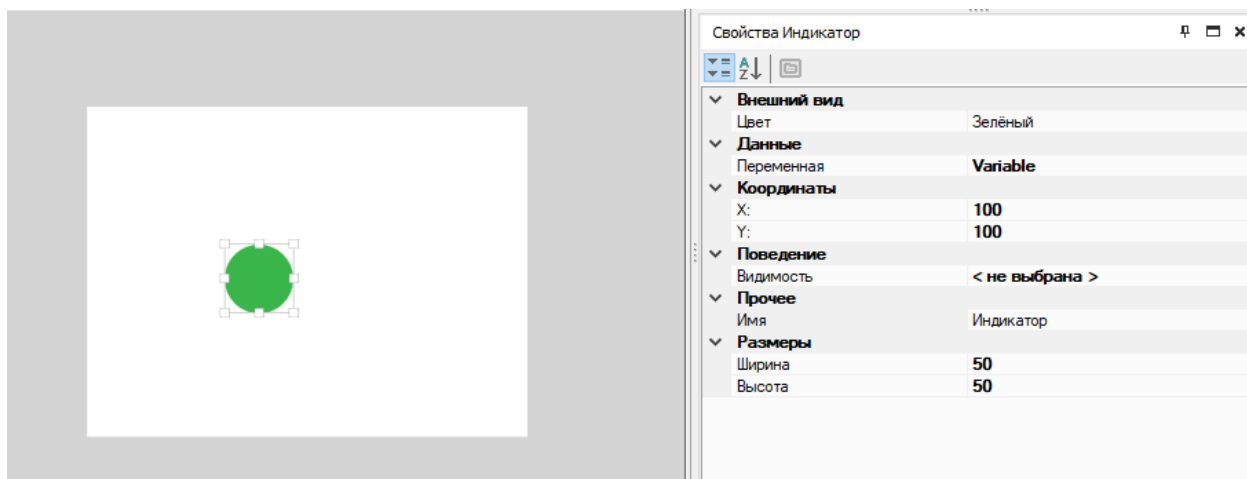 Свойства Индикатор
Внешний вид
Цвет Зелёный
Данные
Переменная Variable
Координаты
X: 100
Y: 100
Поведение
Видимость < не выбрана >
Прочее
Имя Индикатор
Размеры
Ширина 50
Высота 50